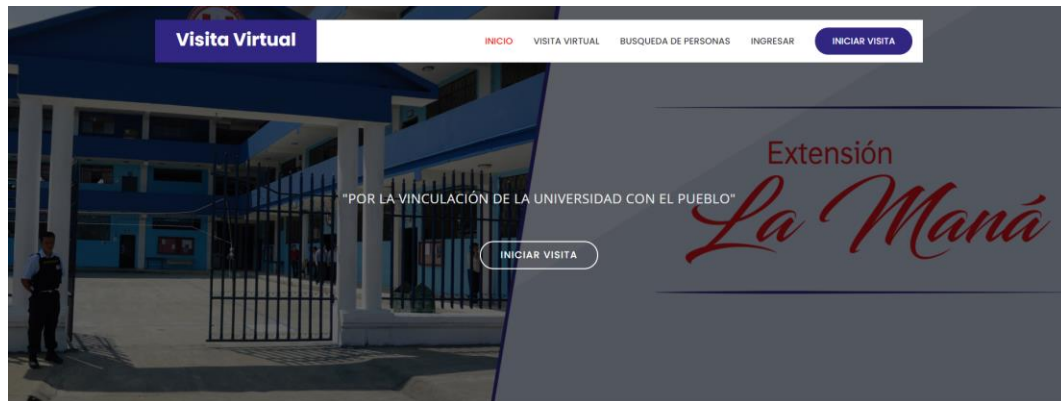 Visita Virtual
INICIO VISITA VIRTUAL BUSQUEDA DE PERSONAS INGRESAR INICIAR VISITA
Extensión
La Maná
"POR LA VINCULACIÓN DE LA UNIVERSIDAD CON EL PUEBLO"
INICIAR VISITA